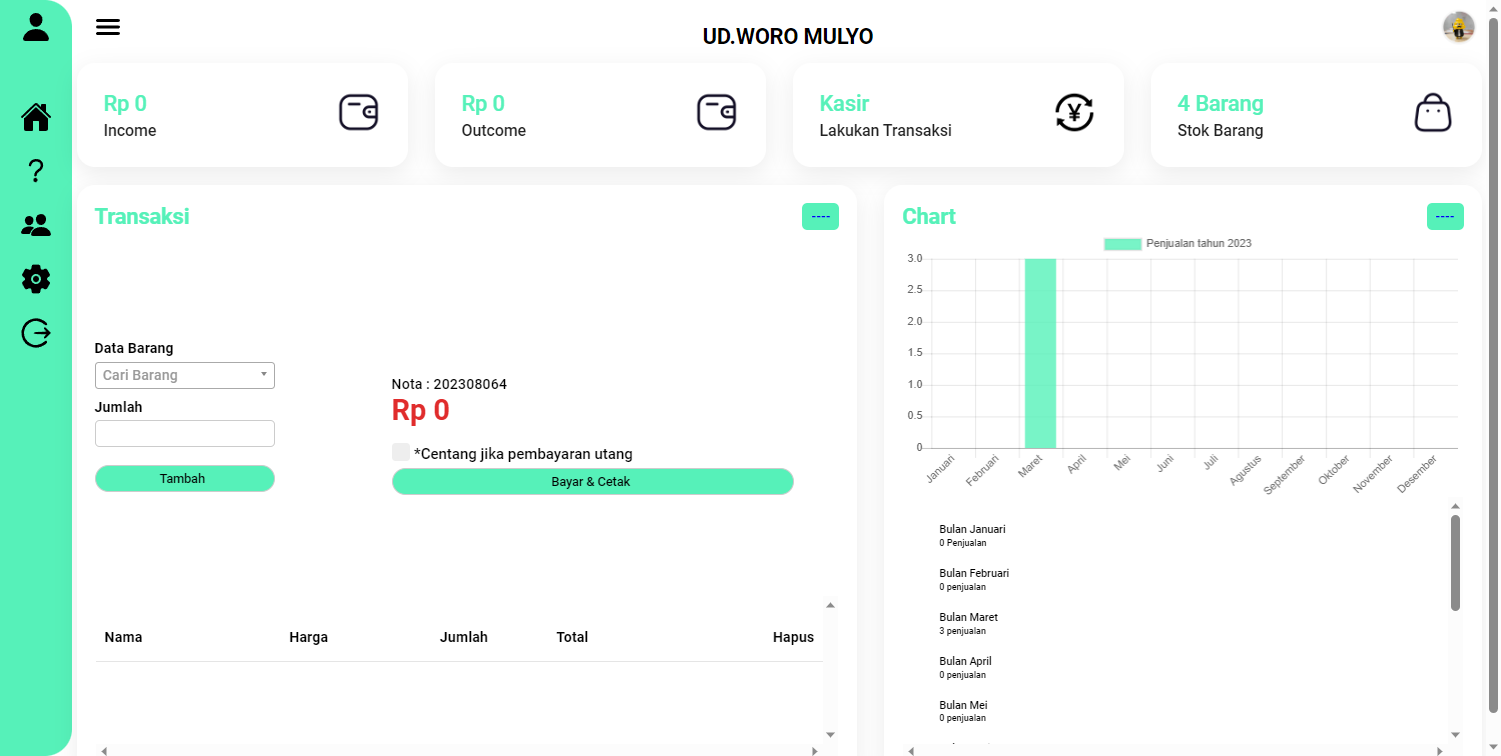 UD.WORO MULYO
Rp 0
Income
Rp 0
Outcome
Kasir
Lakukan Transaksi
4 Barang
Stok Barang
Transaksi
----
Data Barang
Cari Barang
Jumlah
Tambah
Nota : 202308064
Rp 0
*Centang jika pembayaran utang
Bayar & Cetak
Nama Harga Jumlah Total Hapus
Chart
----
Penjualan tahun 2023
3.0
2.5
2.0
1.5
1.0
0.5
0
Januari Februari Maret April Mei Juni Juli Agustus September Oktober November Desember
Bulan Januari
0 Penjualan
Bulan Februari
0 penjualan
Bulan Maret
3 penjualan
Bulan April
0 penjualan
Bulan Mei
0 penjualan